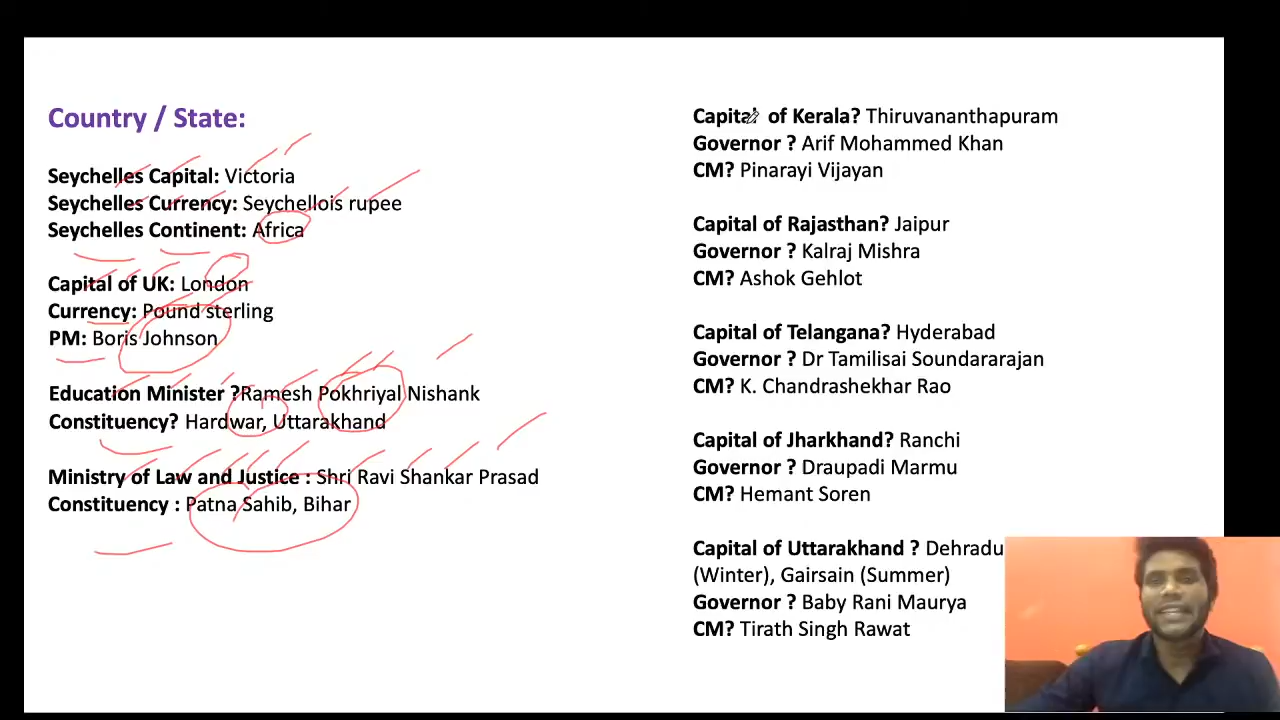 Country / State:
Seychelles Capital: Victoria
Seychelles Currency: Seychellois rupee
Seychelles Continent: Africa
Capital of UK: London
Currency: Pound sterling
PM: Boris Johnson
Education Minister ?Ramesh Pokhriyal Nishank
Constituency? Hardwar, Uttarakhand
Ministry of Law and Justice : Shri Ravi Shankar Prasad
Constituency : Patna Sahib, Bihar
Capital of Kerala? Thiruvananthapuram
Governor ? Arif Mohammed Khan
CM? Pinarayi Vijayan
Capital of Rajasthan? Jaipur
Governor ? Kalraj Mishra
CM? Ashok Gehlot
Capital of Telangana? Hyderabad
Governor ? Dr Tamilisai Soundararajan
CM? K. Chandrashekhar Rao
Capital of Jharkhand? Ranchi
Governor ? Draupadi Marmu
CM? Hemant Soren
Capital of Uttarakhand ? Dehradu
(Winter), Gairsain (Summer)
Governor ? Baby Rani Maurya
CM? Tirath Singh Rawat